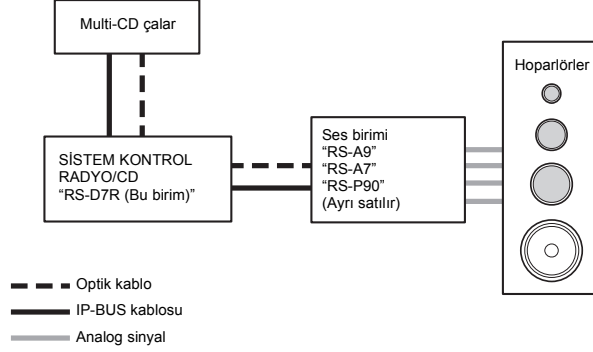 Multi-CD çalar
Hoparlörler
SİSTEM KONTROL
RADYO/CD
“RS-D7R (Bu birim)”
Ses birimi
“RS-A9”
“RS-A7”
“RS-P90”
(Ayrı satılır)
Optik kablo
IP-BUS kablosu
Analog sinyal